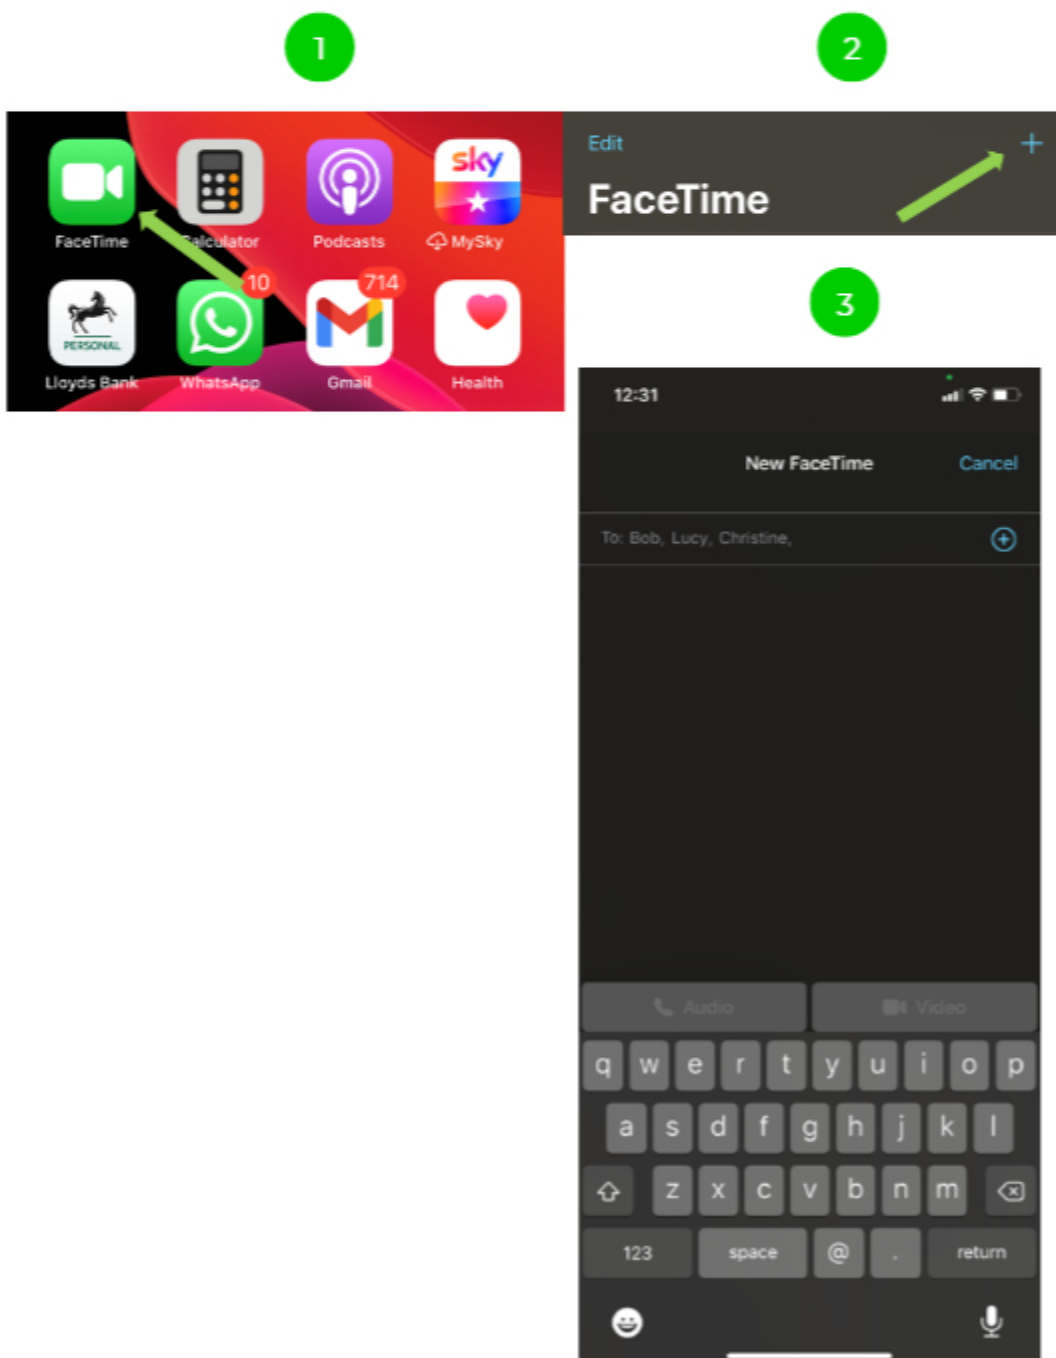 1
FaceTime
Calculator
Podcasts
sky
MySky
PERSONAL
Lloyds Bank
10
WhatsApp
714
Gmail
Health
2
Edit
+
FaceTime
3
12:31
New FaceTime
Cancel
To: Bob, Lucy, Christine,
Audio
Video
q w e r t y u i o p
a s d f g h j k l
z x c v b n m
123 space @ . return